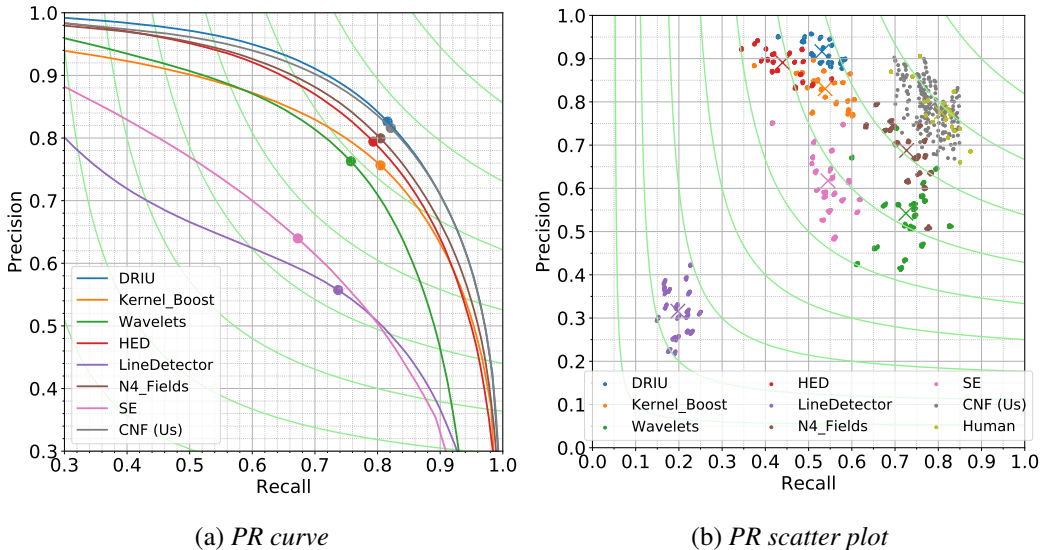 1.0
0.9
0.8
0.7
0.6
0.5
0.4
0.3
Precision
DRIU
Kernel_Boost
Wavelets
HED
LineDetector
N4_Fields
SE
CNF (Us)
0.3 0.4 0.5 0.6 0.7 0.8 0.9 1.0
Recall
(a) PR curve
1.0
0.9
0.8
0.7
0.6
0.5
0.4
0.3
0.2
0.1
0.0
Precision
DRIU HED SE
Kernel_Boost LineDetector CNF (Us)
Wavelets N4_Fields Human
0.0 0.1 0.2 0.3 0.4 0.5 0.6 0.7 0.8 0.9 1.0
Recall
(b) PR scatter plot